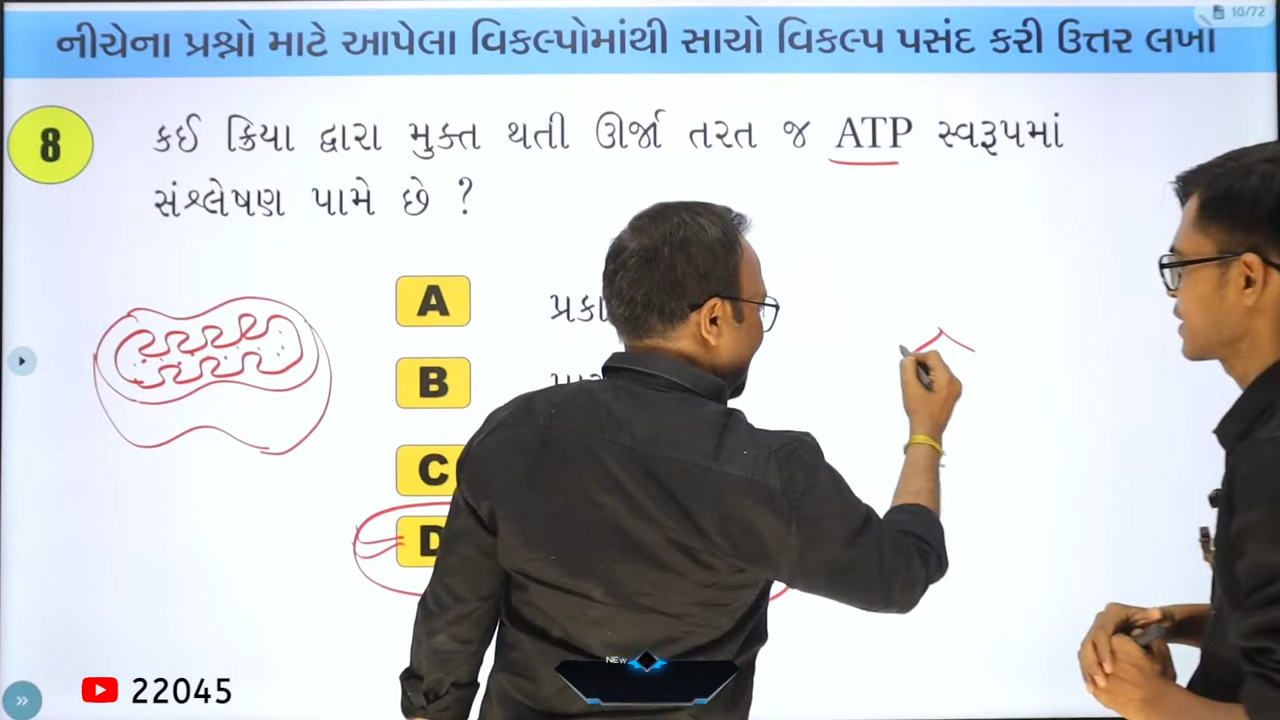 10/72
નીચેના પ્રશ્નો માટે આપેલા વિકલ્પોમાંથી સાચો વિકલ્પ પસંદ કરી ઉત્તર લખો
8
કઈ ક્રિયા દ્વારા મુક્ત થતી ઊર્જા તરત જ ATP સ્વરૂપમાં
સંશ્લેષણ પામે છે ?
A
B
C
D
NEW
22045